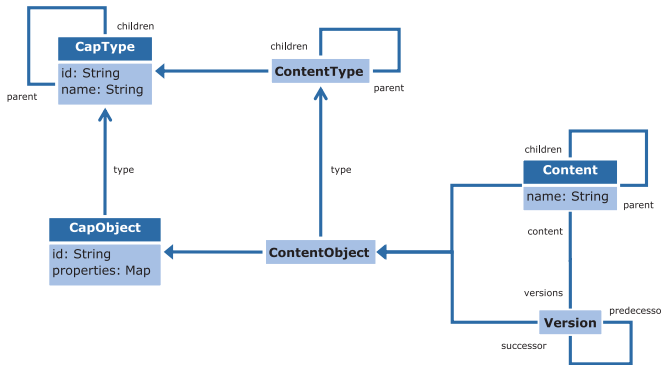 children
CapType
id: String
name: String
parent
children
ContentType
parent
type
type
children
Content
name: String
parent
CapObject
id: String
properties: Map
ContentObject
content
versions
Version
predecesso
successor